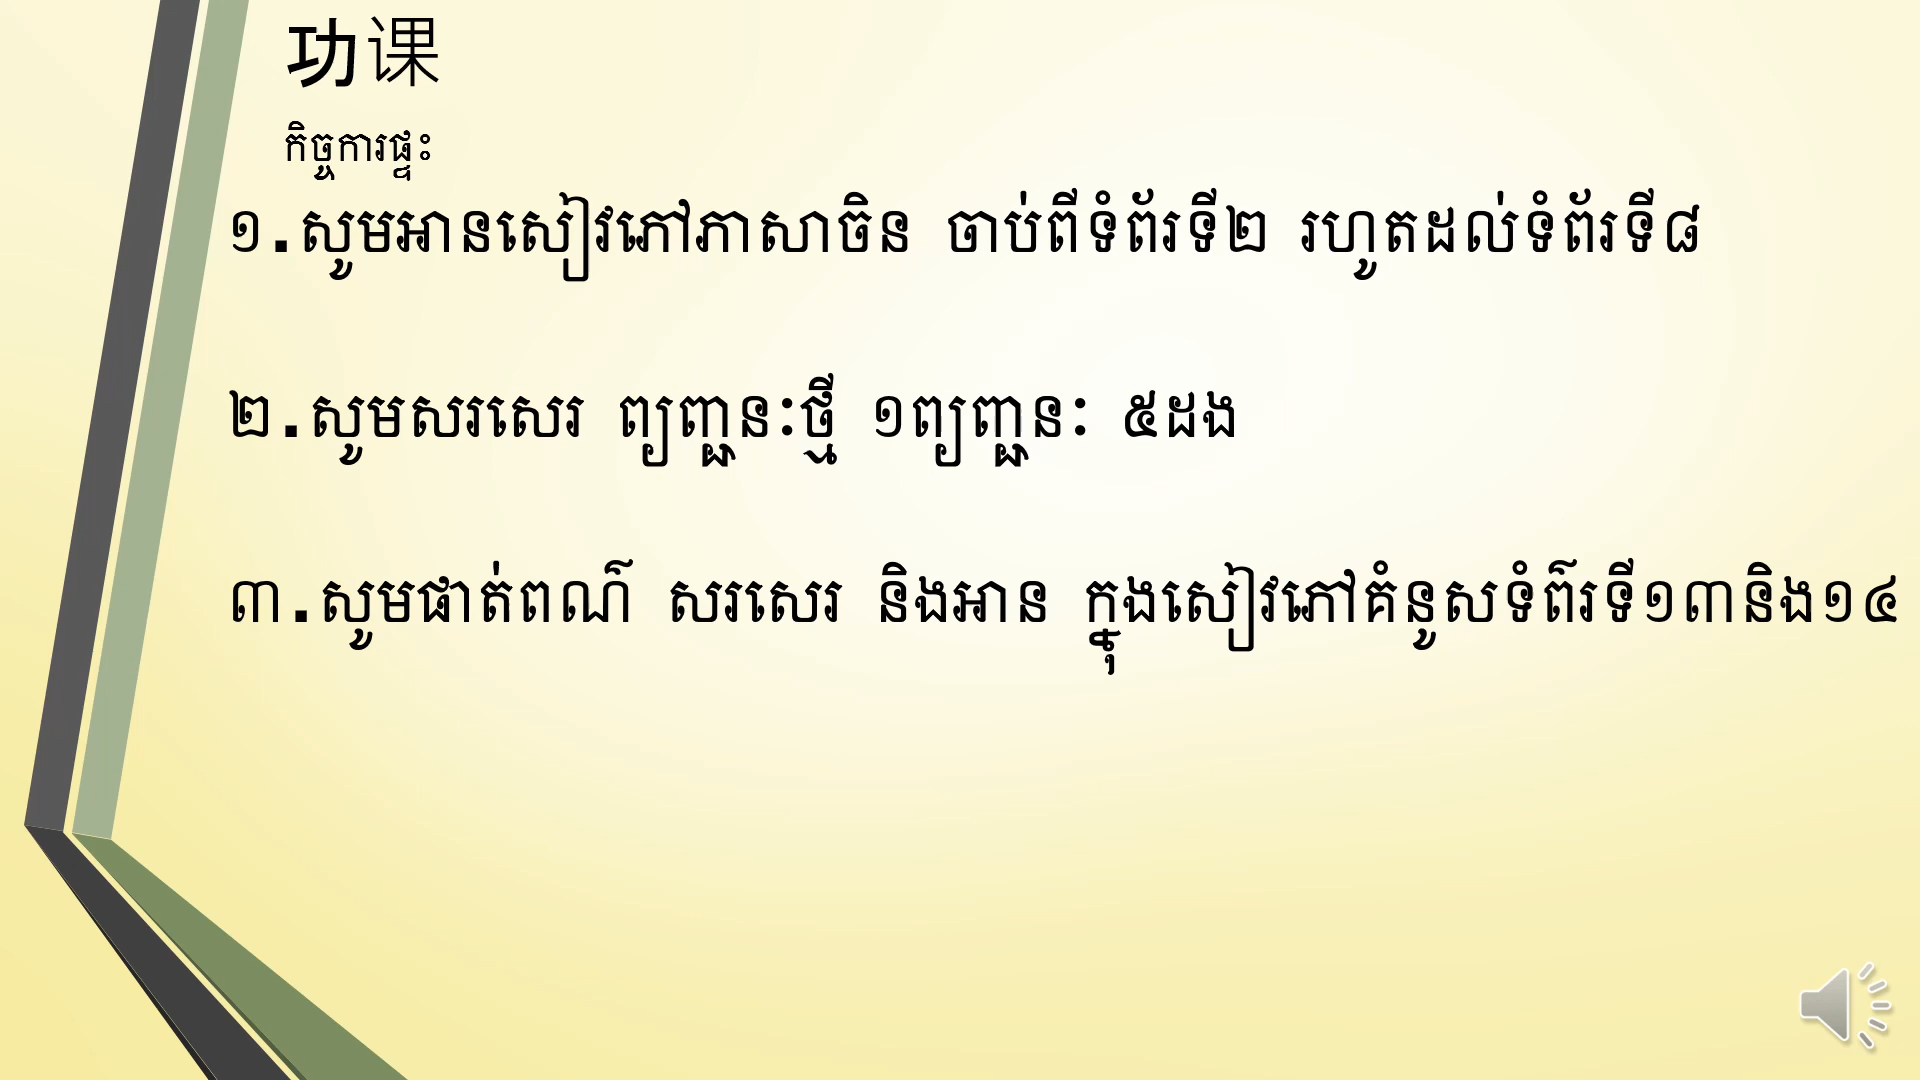 功课
កិច្ចការផ្ទះ
១.សូមអានសៀវភៅភាសាចិន ចាប់ពីទំព័រទី២ រហូតដល់ទំព័រទី៨
២.សូមសរសេរ ព្យញ្ជនៈថ្មី ១ព្យញ្ជនៈ ៥ដង
៣.សូមផាត់ពណ៌ សរសេរ និងអាន ក្នុងសៀវភៅគំនូសទំព៌រទី១៣និង១៤